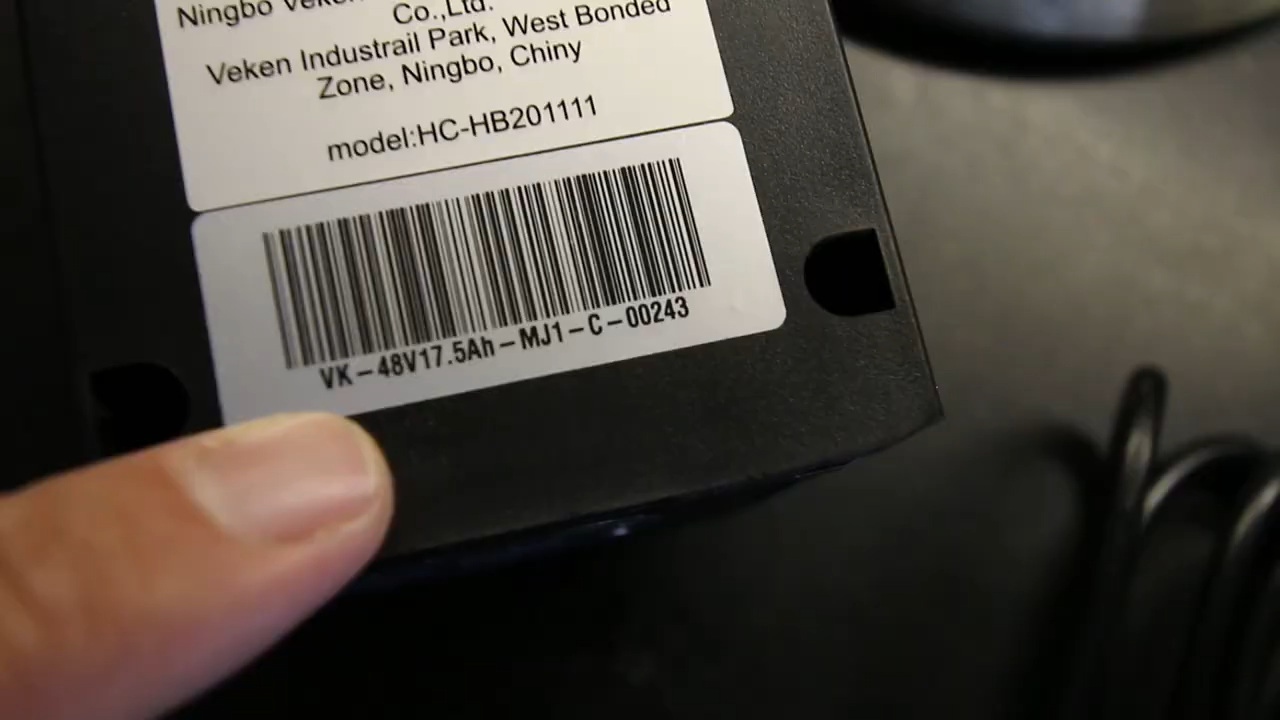 Ningbo Veken
Co.,Ltd.
Veken Industrail Park, West Bonded
Zone, Ningbo, Chiny
model:HC-HB201111
VK-48V17.5Ah-MJ1-C-00243